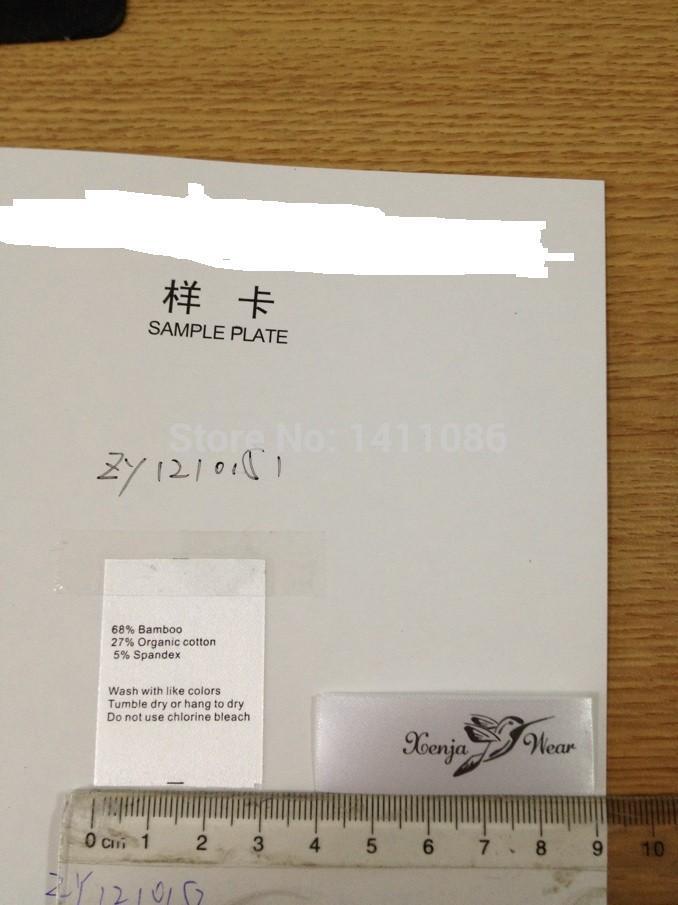 样 卡
SAMPLE PLATE
Store No: 1411086
ZY1210151
68% Bamboo
27% Organic cotton
5% Spandex
Wash with like colors
Tumble dry or hang to dry
Do not use chlorine bleach
Xenja Wear
0 cm 1 2 3 4 5 6 7 8 9 10